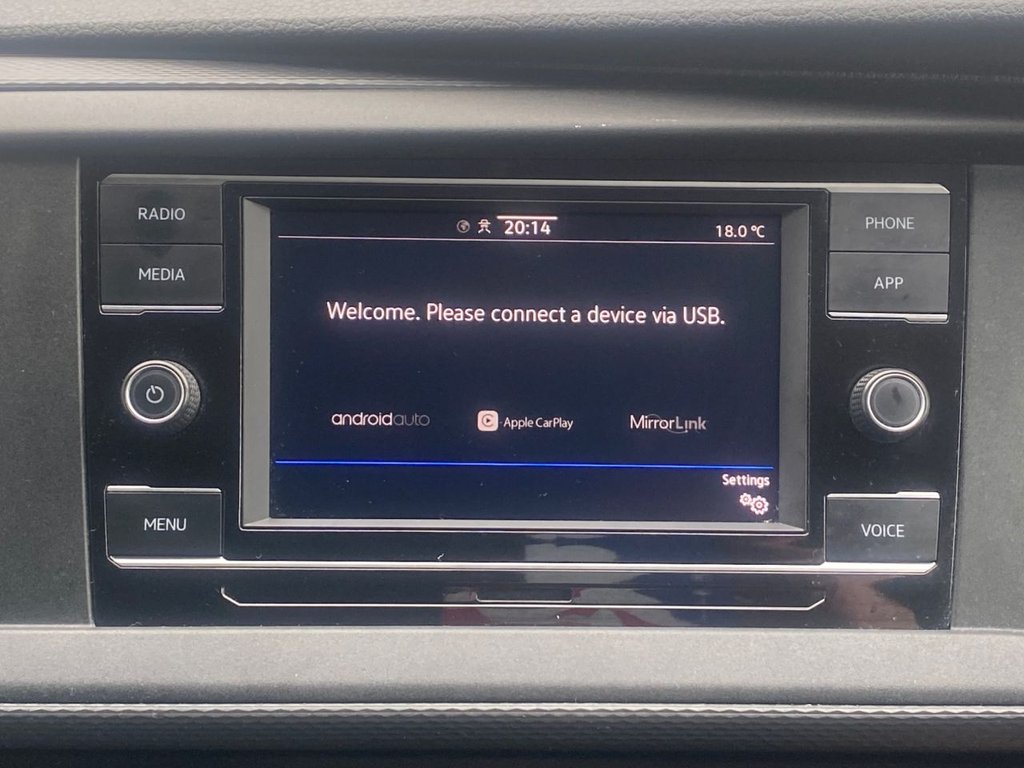 RADIO
MEDIA
MENU
20:14
18.0 °C
Welcome. Please connect a device via USB.
androidauto
Apple CarPlay
MirrorLink
Settings
PHONE
APP
VOICE